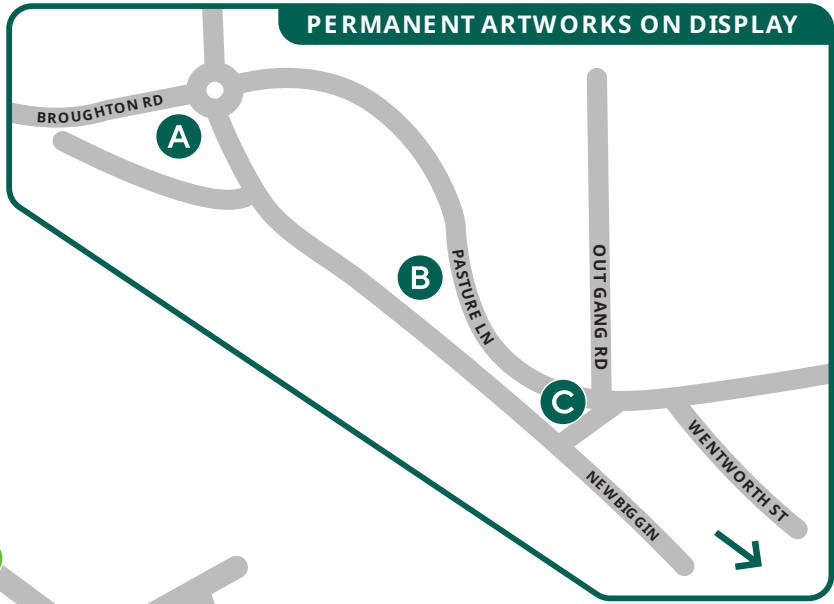 PERMANENT ARTWORKS ON DISPLAY
BROUGHTON RD
A
B
PASTURE LN
OUT GANG RD
C
WENTWORTH ST
NEWBIGGIN